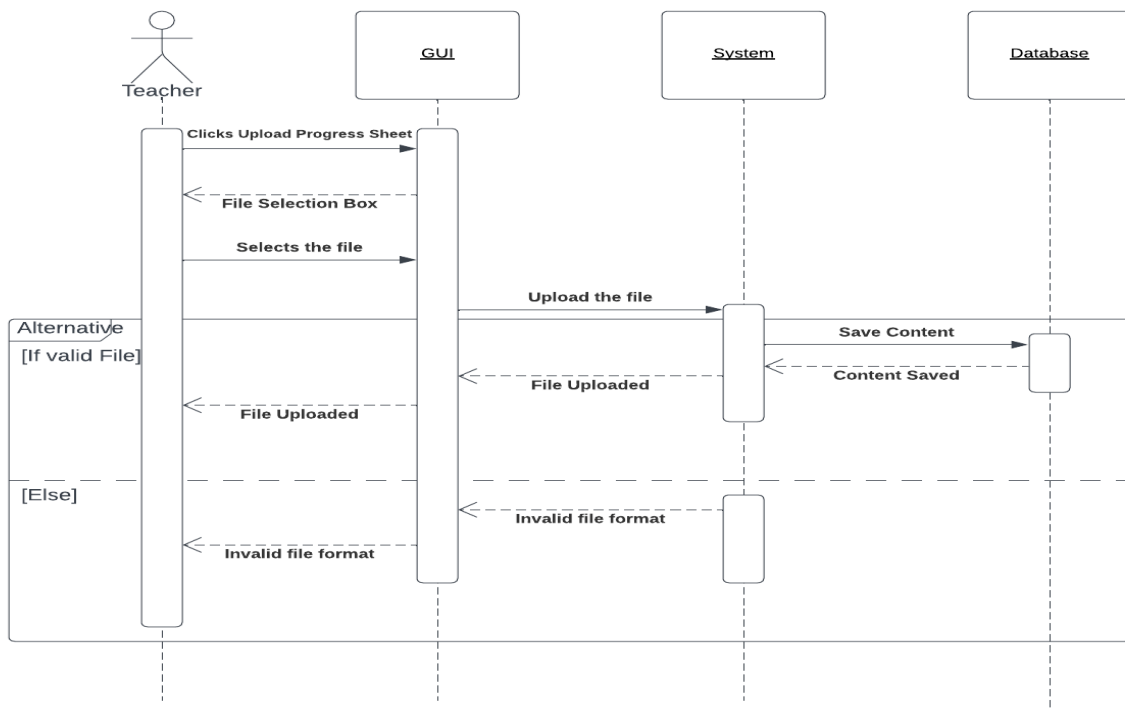 GUI
System
Database
Teacher
Clicks Upload Progress Sheet
File Selection Box
Selects the file
Upload the file
Alternative
Save Content
[If valid File]
Content Saved
File Uploaded
File Uploaded
[Else]
Invalid file format
Invalid file format